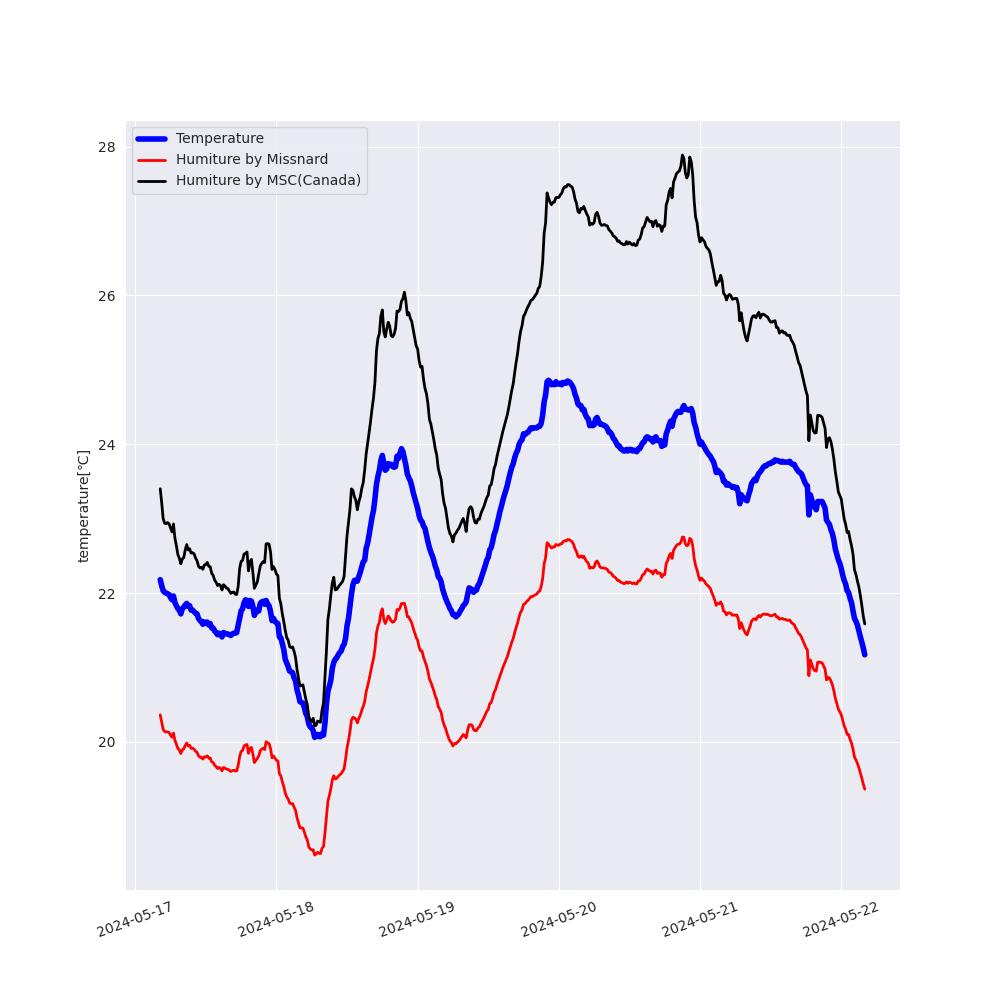 Temperature
Humiture by Missnard
Humiture by MSC(Canada)
28
26
24
22
20
temperature[℃]
2024-05-17
2024-05-18
2024-05-19
2024-05-20
2024-05-21
2024-05-22